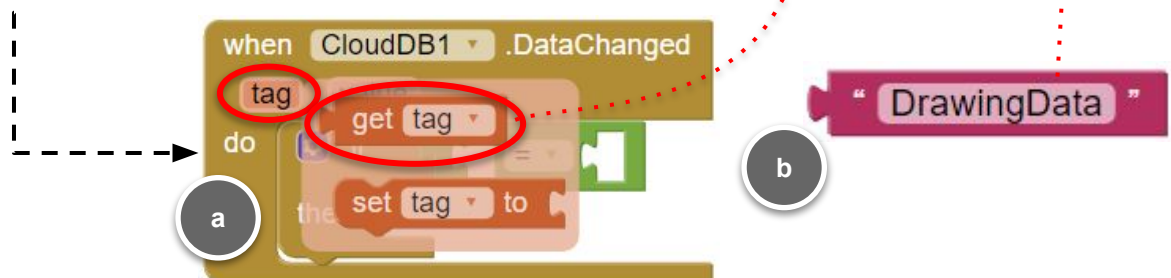 when CloudDB1 .DataChanged
tag
get tag
“ DrawingData ”
do
=
b
set tag to
a
the